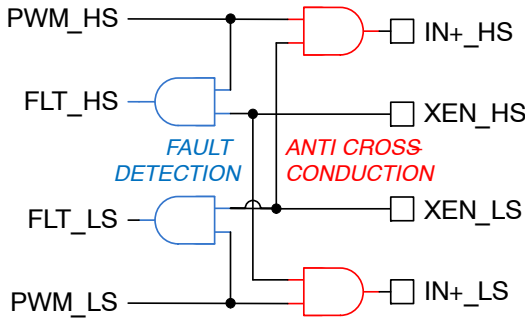 PWM_HS
IN+_HS
FLT_HS
XEN_HS
FAULT
DETECTION
ANTI CROSS-
CONDUCTION
FLT_LS
XEN_LS
PWM_LS
IN+_LS